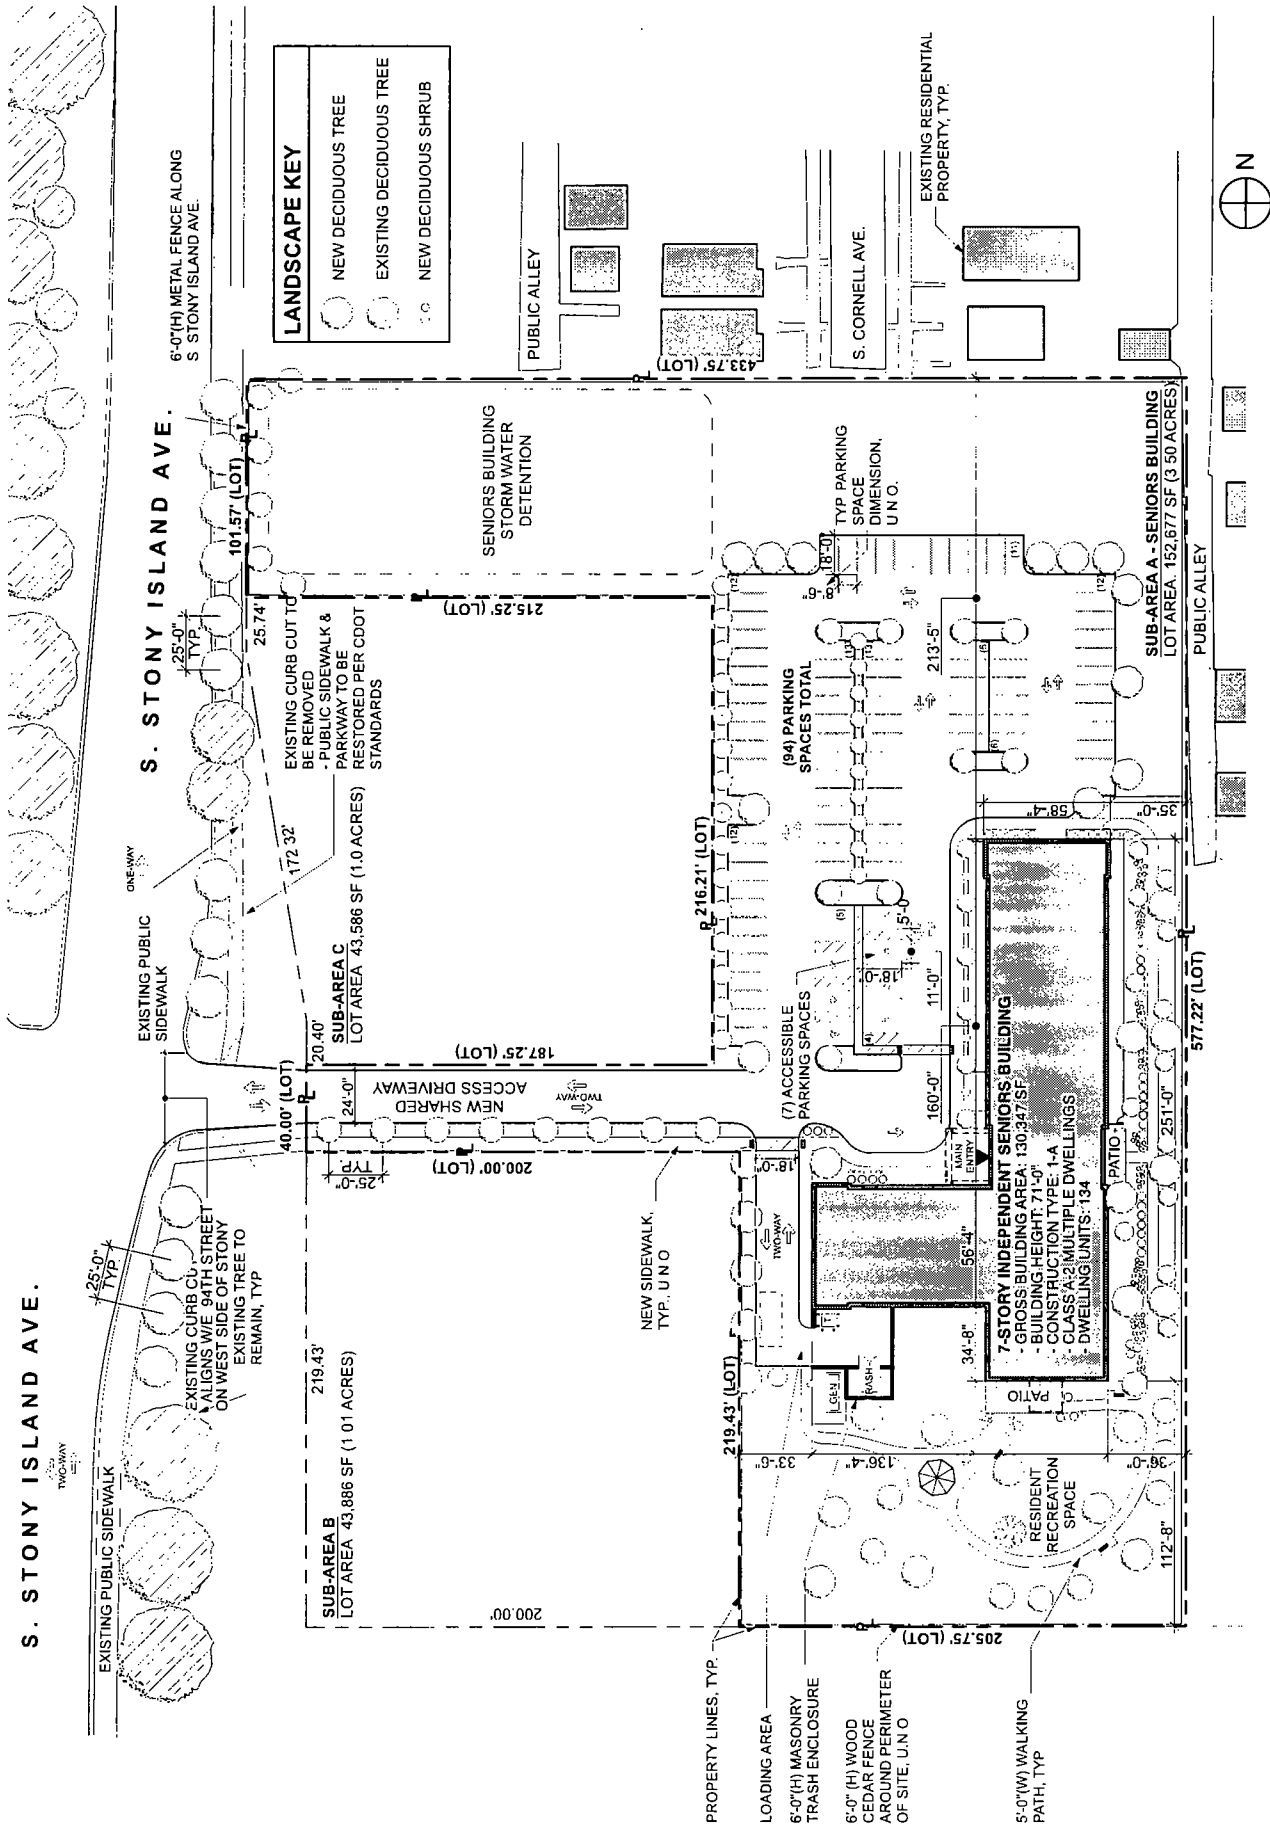 S. STONY ISLAND AVE.
S. STONY ISLAND AVE.
6'-0"(H) METAL FENCE ALONG
S STONY ISLAND AVE.
LANDSCAPE KEY
NEW DECIDUOUS TREE
EXISTING DECIDUOUS TREE
NEW DECIDUOUS SHRUB
TWO-WAY
EXISTING PUBLIC SIDEWALK
25'-0"
TYP
EXISTING PUBLIC
SIDEWALK
ONE-WAY
25'-0"
TYP
101.57' (LOT)
25.74'
172 32'
EXISTING CURB CUT TO
BE REMOVED
- PUBLIC SIDEWALK &
PARKWAY TO BE
RESTORED PER CDOT
STANDARDS
EXISTING CURB CU
ALIGNS W/E 94TH STREET
ON WEST SIDE OF STONY
EXISTING TREE TO
REMAIN, TYP
219.43'
40.00' (LOT)
20.40'
24'-0"
NEW SHARED
ACCESS DRIVEWAY
TWO-WAY
25'-0"
TYP
200.00' (LOT)
187.25' (LOT)
SUB-AREA B
LOT AREA 43,886 SF (1 01 ACRES)
200.00'
SUB-AREA C
LOT AREA 43,586 SF (1.0 ACRES)
216.21' (LOT)
215.25' (LOT)
SENIORS BUILDING
STORM WATER
DETENTION
433.75' (LOT)
PUBLIC ALLEY
S. CORNELL AVE.
EXISTING RESIDENTIAL
PROPERTY, TYP.
N
NEW SIDEWALK,
TYP., U N O
219.43' (LOT)
18'-0"
TWO-WAY
(7) ACCESSIBLE
PARKING SPACES
(94) PARKING
SPACES TOTAL
TYP PARKING
SPACE
DIMENSION,
U N O.
18'-0"
8'-6"
(12)
(12)
(13)
(13)
(11)
(12)
(5)
(5)
(6)
(4)
18'-0"
5'-0"
11'-0"
160'-0"
213'-5"
MAIN
ENTRY
GEN
TRASH
56'-4"
34'-8"
58'-4"
35'-0"
7-STORY INDEPENDENT SENIORS BUILDING
- GROSS BUILDING AREA: 130,347 SF
- BUILDING HEIGHT: 71'-0"
- CONSTRUCTION TYPE: 1-A
- CLASS A-2 MULTIPLE DWELLINGS)
- DWELLING UNITS: 134
PATIO
PATIO
33'-6"
136'-4"
36'-0"
RESIDENT
RECREATION
SPACE
112'-8"
251'-0"
577.22' (LOT)
205.75' (LOT)
SUB-AREA A - SENIORS BUILDING
LOT AREA. 152,677 SF (3 50 ACRES)
PUBLIC ALLEY
PROPERTY LINES, TYP.
LOADING AREA
6'-0"(H) MASONRY
TRASH ENCLOSURE
6'-0" (H) WOOD
CEDAR FENCE
AROUND PERIMETER
OF SITE, U.N O
5'-0"(W) WALKING
PATH, TYP